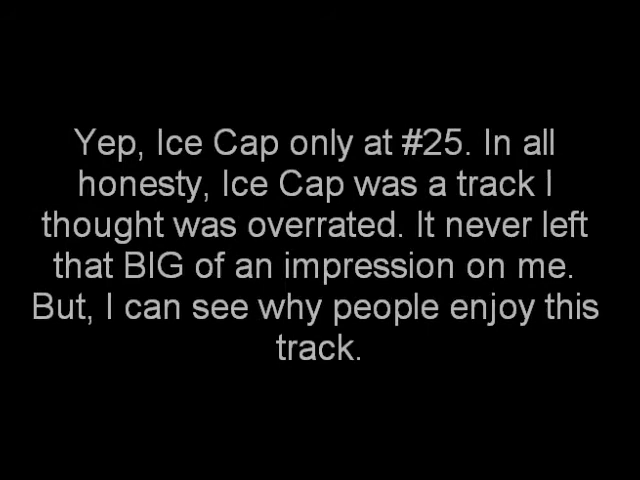 Yep, Ice Cap only at #25. In all
honesty, Ice Cap was a track I
thought was overrated. It never left
that BIG of an impression on me.
But, I can see why people enjoy this
track.